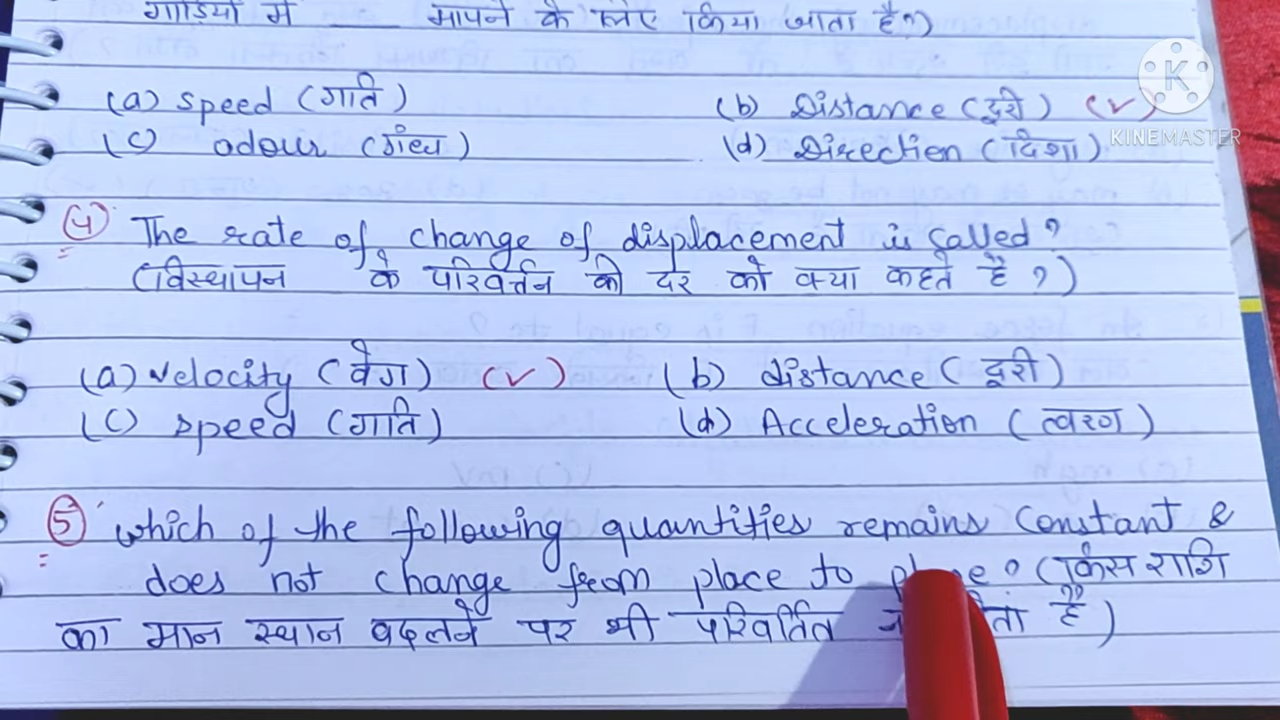 गाड़ियों में मापने के लिए किया जाता है?)
(a) speed (गति)
(b) Distance (दूरी) (✓)
(c) odour (गंध)
(d) Direction (दिशा)
K
KINEMASTER
(4) The rate of change of displacement is called?
(विस्थापन के परिवर्तन की दर को क्या कहते है?)
(a) velocity (वेग) (✓)
(b) distance (दूरी)
(c) speed (गति)
(d) Acceleration (त्वरण)
(5) which of the following quantities remains constant &
does not change from place to (किस राशि
का मान स्थान बदलने पर भी परिवर्तित है)